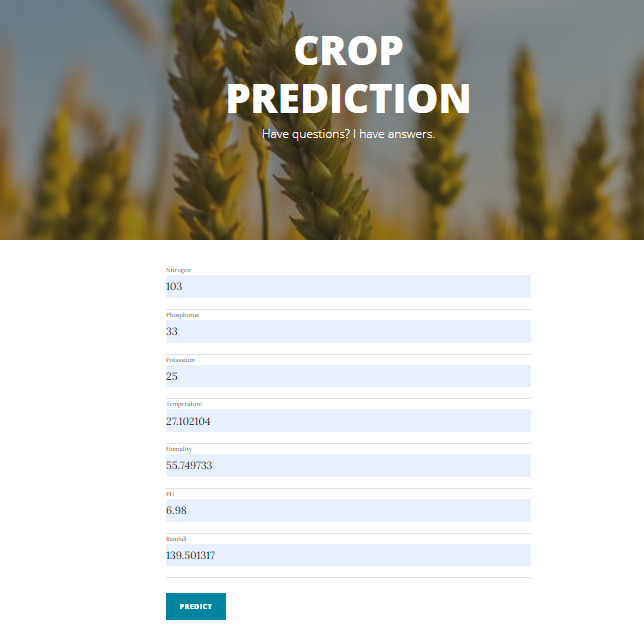 CROP
PREDICTION
Have questions? I have answers.
Nitrogen
103
Phosphorus
33
Potassium
25
Temperature
27.102104
Humidity
55.749733
PH
6.98
Rainfall
139.501317
PREDICT